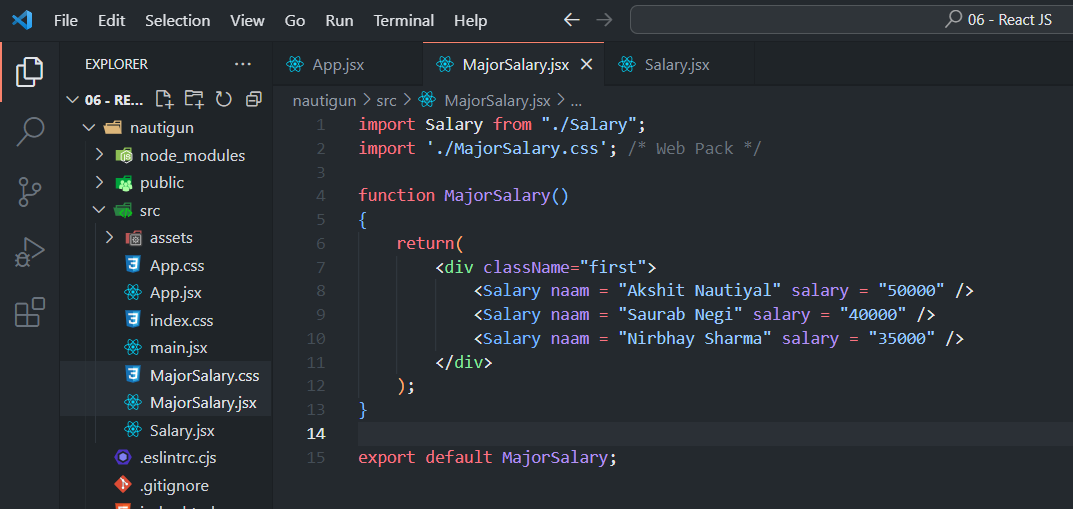 File Edit Selection View Go Run Terminal Help
06 - React JS
EXPLORER ...
App.jsx MajorSalary.jsx Salary.jsx
06 - RE...
nautigun > src > MajorSalary.jsx > ...
nautigun
node_modules
public
src
assets
App.css
App.jsx
index.css
main.jsx
MajorSalary.css
MajorSalary.jsx
Salary.jsx
.eslintrc.cjs
.gitignore
1 import Salary from "./Salary";
2 import './MajorSalary.css'; /* Web Pack */
3
4 function MajorSalary()
5 {
6 return(
7 <div className="first">
8 <Salary naam = "Akshit Nautiyal" salary = "50000" />
9 <Salary naam = "Saurab Negi" salary = "40000" />
10 <Salary naam = "Nirbhay Sharma" salary = "35000" />
11 </div>
12 );
13 }
14
15 export default MajorSalary;